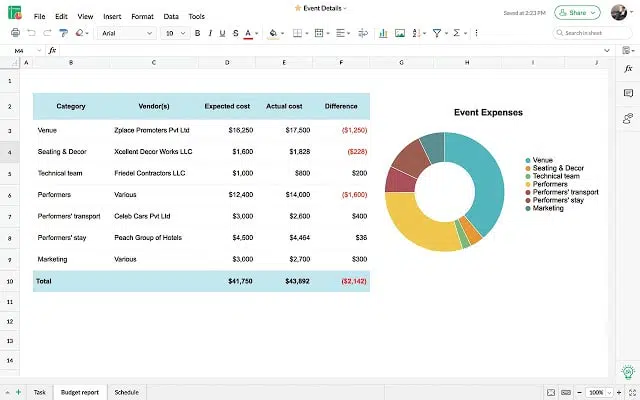 Event Details
File Edit View Insert Format Data Tools
Saved at 2:23 PM
Share
Arial 10 B I U S A
Search in sheet
M4 fx
A B C D E F G H I J
fx
1
2 Category Vendor(s) Expected cost Actual cost Difference
Event Expenses
3 Venue Zplace Promoters Pvt Ltd $16,250 $17,500 ($1,250)
4 Seating & Decor Xcellent Decor Works LLC $1,600 $1,828 ($228)
5 Technical team Friedel Contractors LLC $1,000 $800 $200
6 Performers Various $12,400 $14,000 ($1,600)
7 Performers' transport Celeb Cars Pvt Ltd $3,000 $2,600 $400
8 Performers' stay Peach Group of Hotels $4,500 $4,464 $36
9 Marketing Various $3,000 $2,700 $300
10 Total $41,750 $43,892 ($2,142)
Venue
Seating & Decor
Technical team
Performers
Performers' transport
Performers' stay
Marketing
11
12
13
14
Task Budget report Schedule
100%